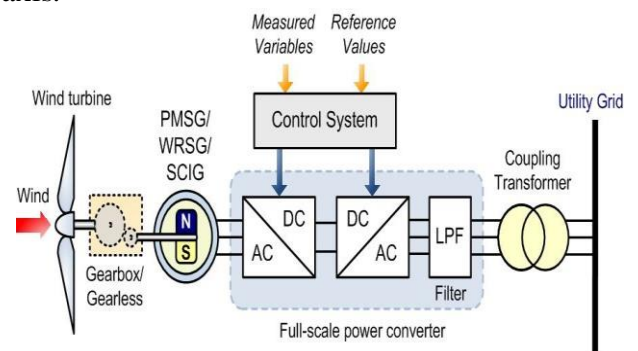 Measured
Variables
Reference
Values
Wind turbine
PMSG/
WRSG/
SCIG
Control System
Utility Grid
Coupling
Transformer
Wind
N
S
DC
AC
DC
AC
LPF
Filter
Gearbox/
Gearless
Full-scale power converter